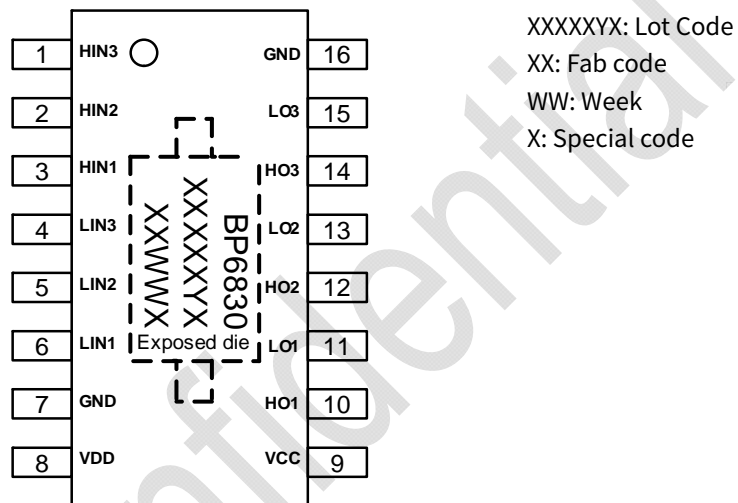 1 HIN3 GND 16
2 HIN2 LO3 15
3 HIN1 HO3 14
4 LIN3 LO2 13
5 LIN2 HO2 12
6 LIN1 LO1 11
7 GND HO1 10
8 VDD VCC 9
BP6830
XXXXXYX
XXWWX
Exposed die
XXXXXYX: Lot Code
XX: Fab code
WW: Week
X: Special code
onfidential